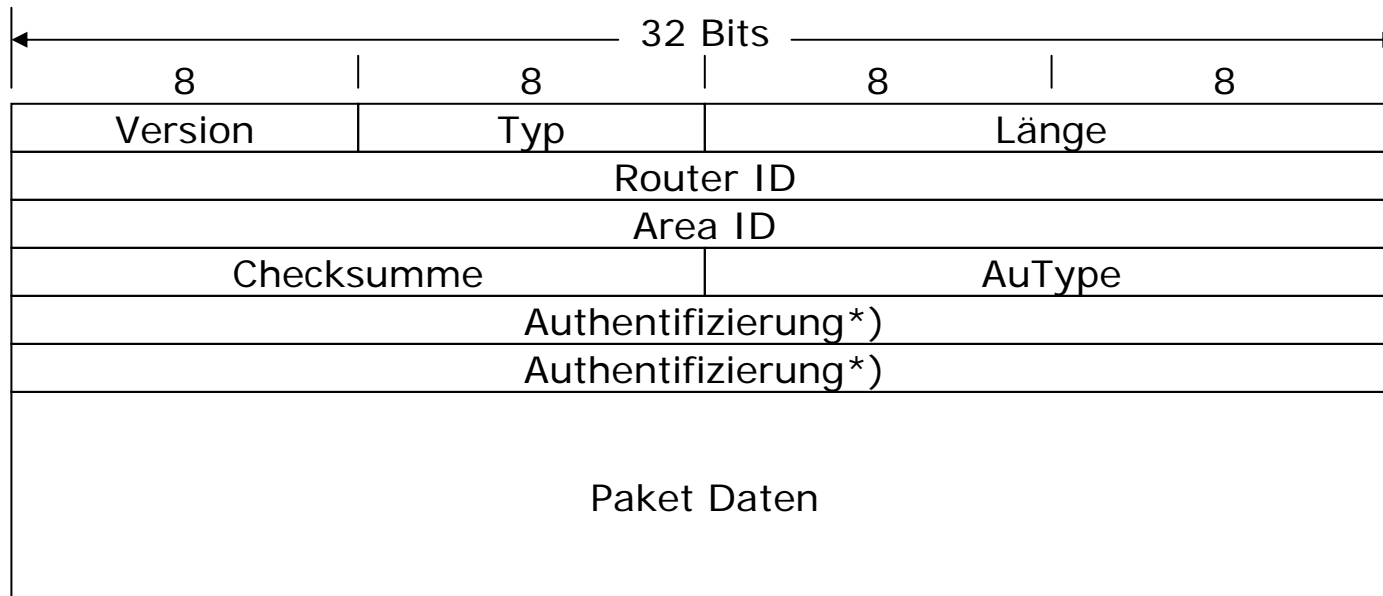 32 Bits
8 8 8 8
Version Typ Länge
Router ID
Area ID
Checksumme AuType
Authentifizierung*)
Authentifizierung*)
Paket Daten